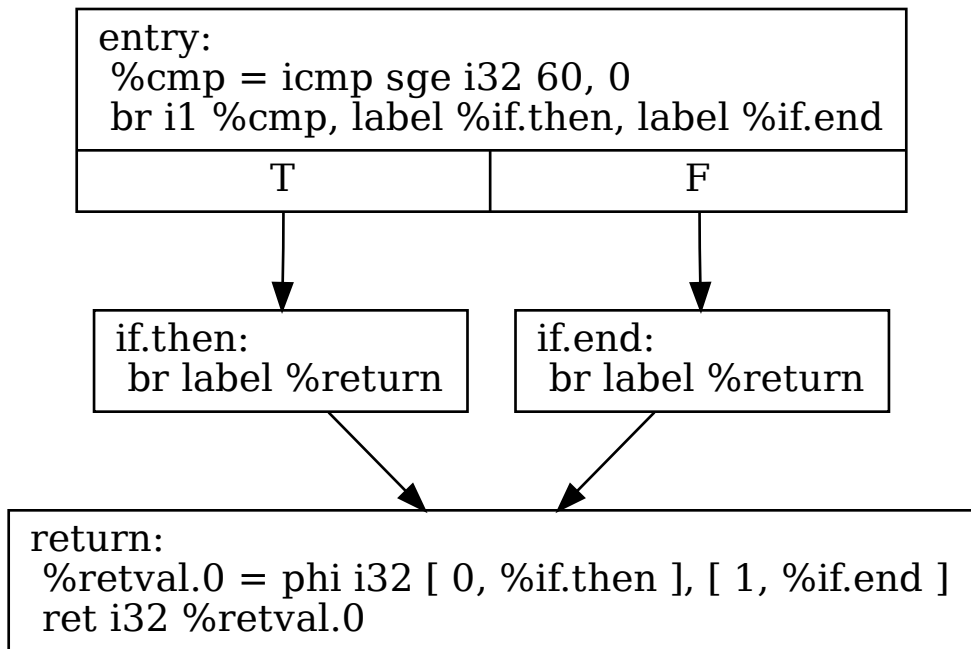 entry:
%cmp = icmp sge i32 60, 0
br i1 %cmp, label %if.then, label %if.end
T
F
if.then:
br label %return
if.end:
br label %return
return:
%retval.0 = phi i32 [ 0, %if.then ], [ 1, %if.end ]
ret i32 %retval.0